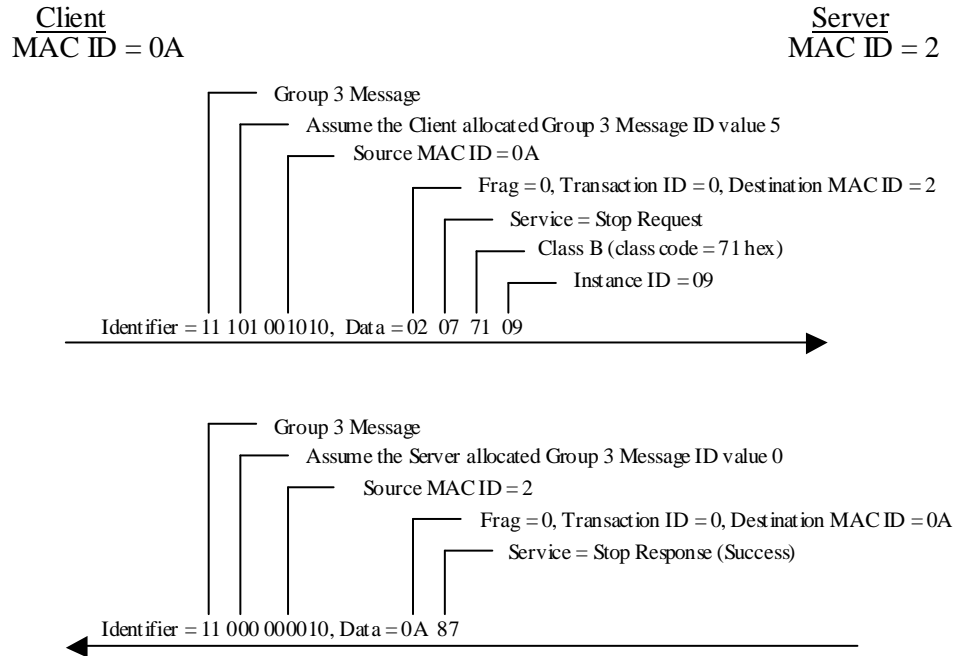 Client
MAC ID = 0A
Server
MAC ID = 2
Group 3 Message
Assume the Client allocated Group 3 Message ID value 5
Source MAC ID = 0A
Frag = 0, Transaction ID = 0, Destination MAC ID = 2
Service = Stop Request
Class B (class code = 71 hex)
Instance ID = 09
Identifier = 11 101 001010, Data = 02 07 71 09
Group 3 Message
Assume the Server allocated Group 3 Message ID value 0
Source MAC ID = 2
Frag = 0, Transaction ID = 0, Destination MAC ID = 0A
Service = Stop Response (Success)
Identifier = 11 000 000010, Data = 0A 87